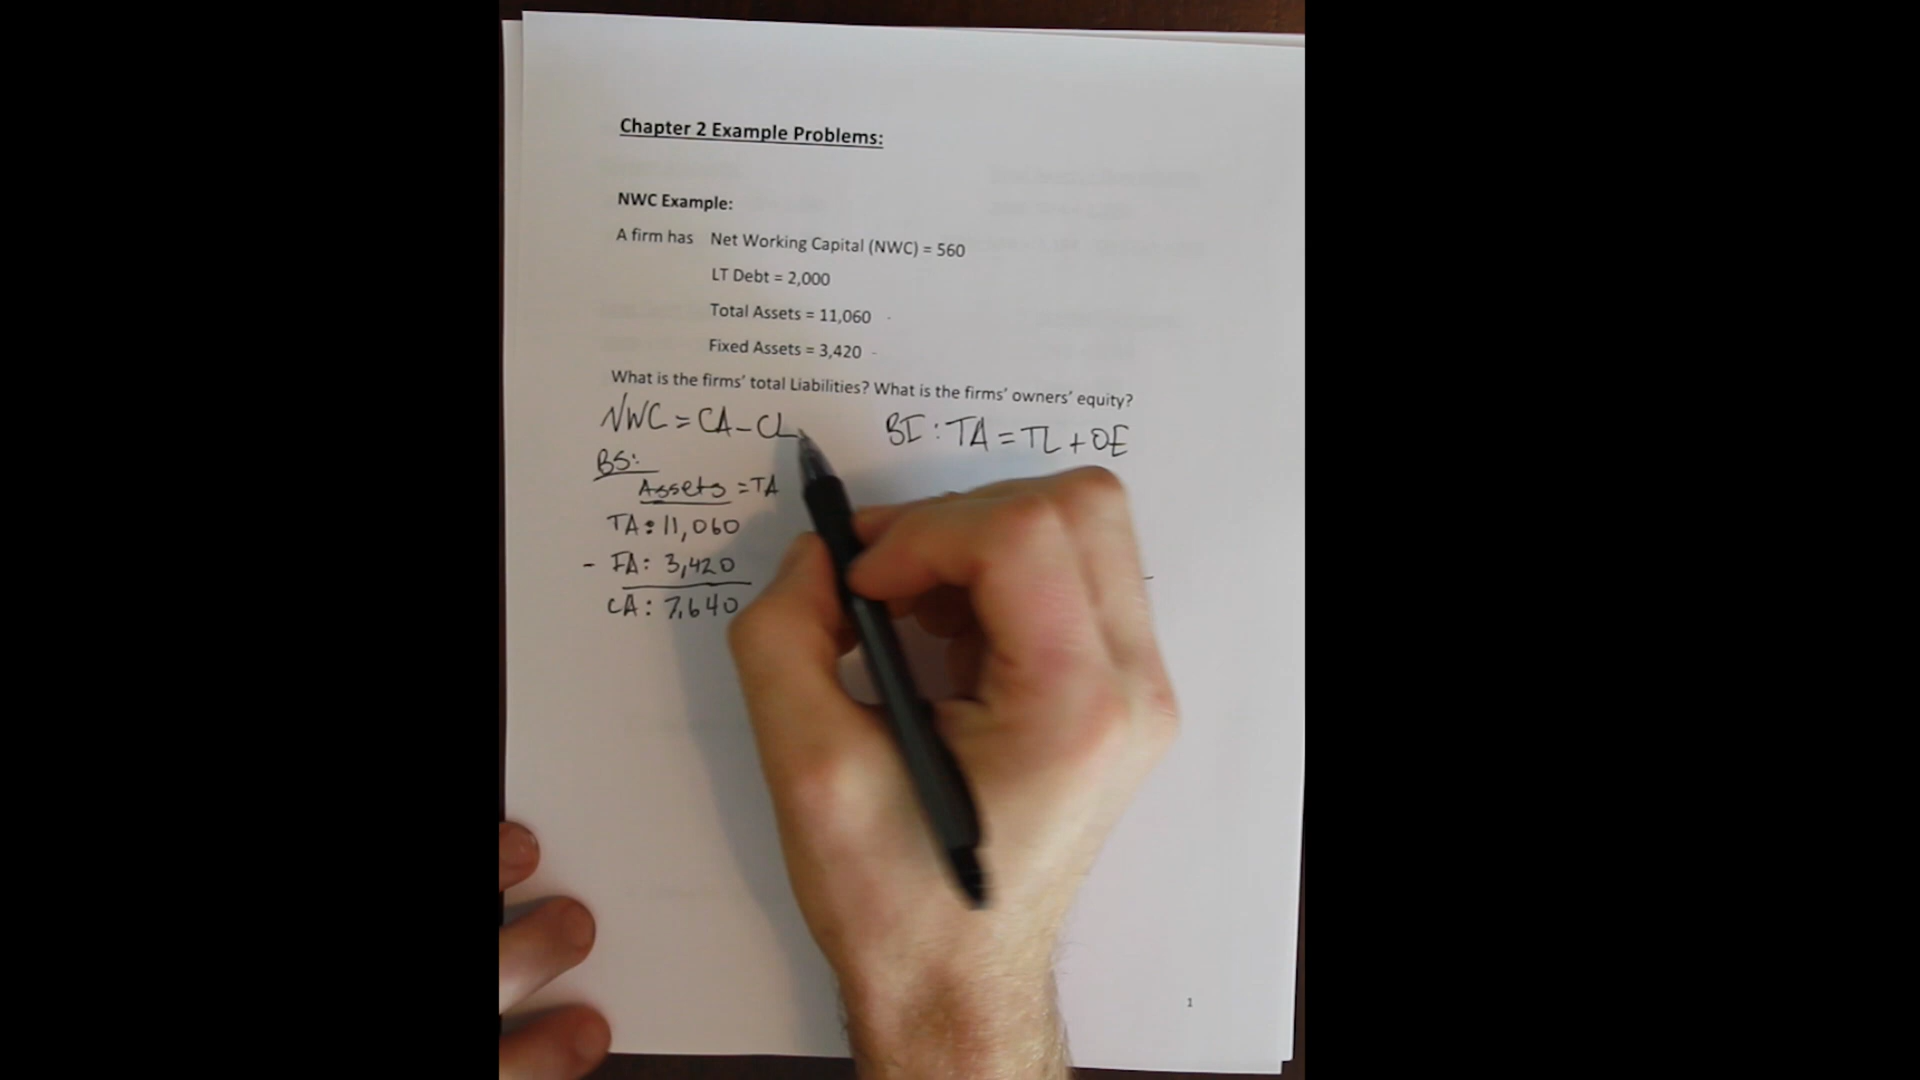 Chapter 2 Example Problems:
NWC Example:
A firm has Net Working Capital (NWC) = 560
LT Debt = 2,000
Total Assets = 11,060
Fixed Assets = 3,420
What is the firms’ total Liabilities? What is the firms’ owners’ equity?
NWC = CA - CL
BI: TA = TL + OE
BS:
Assets = TA
TA: 11,060
- FA: 3,420
CA: 7,640
1